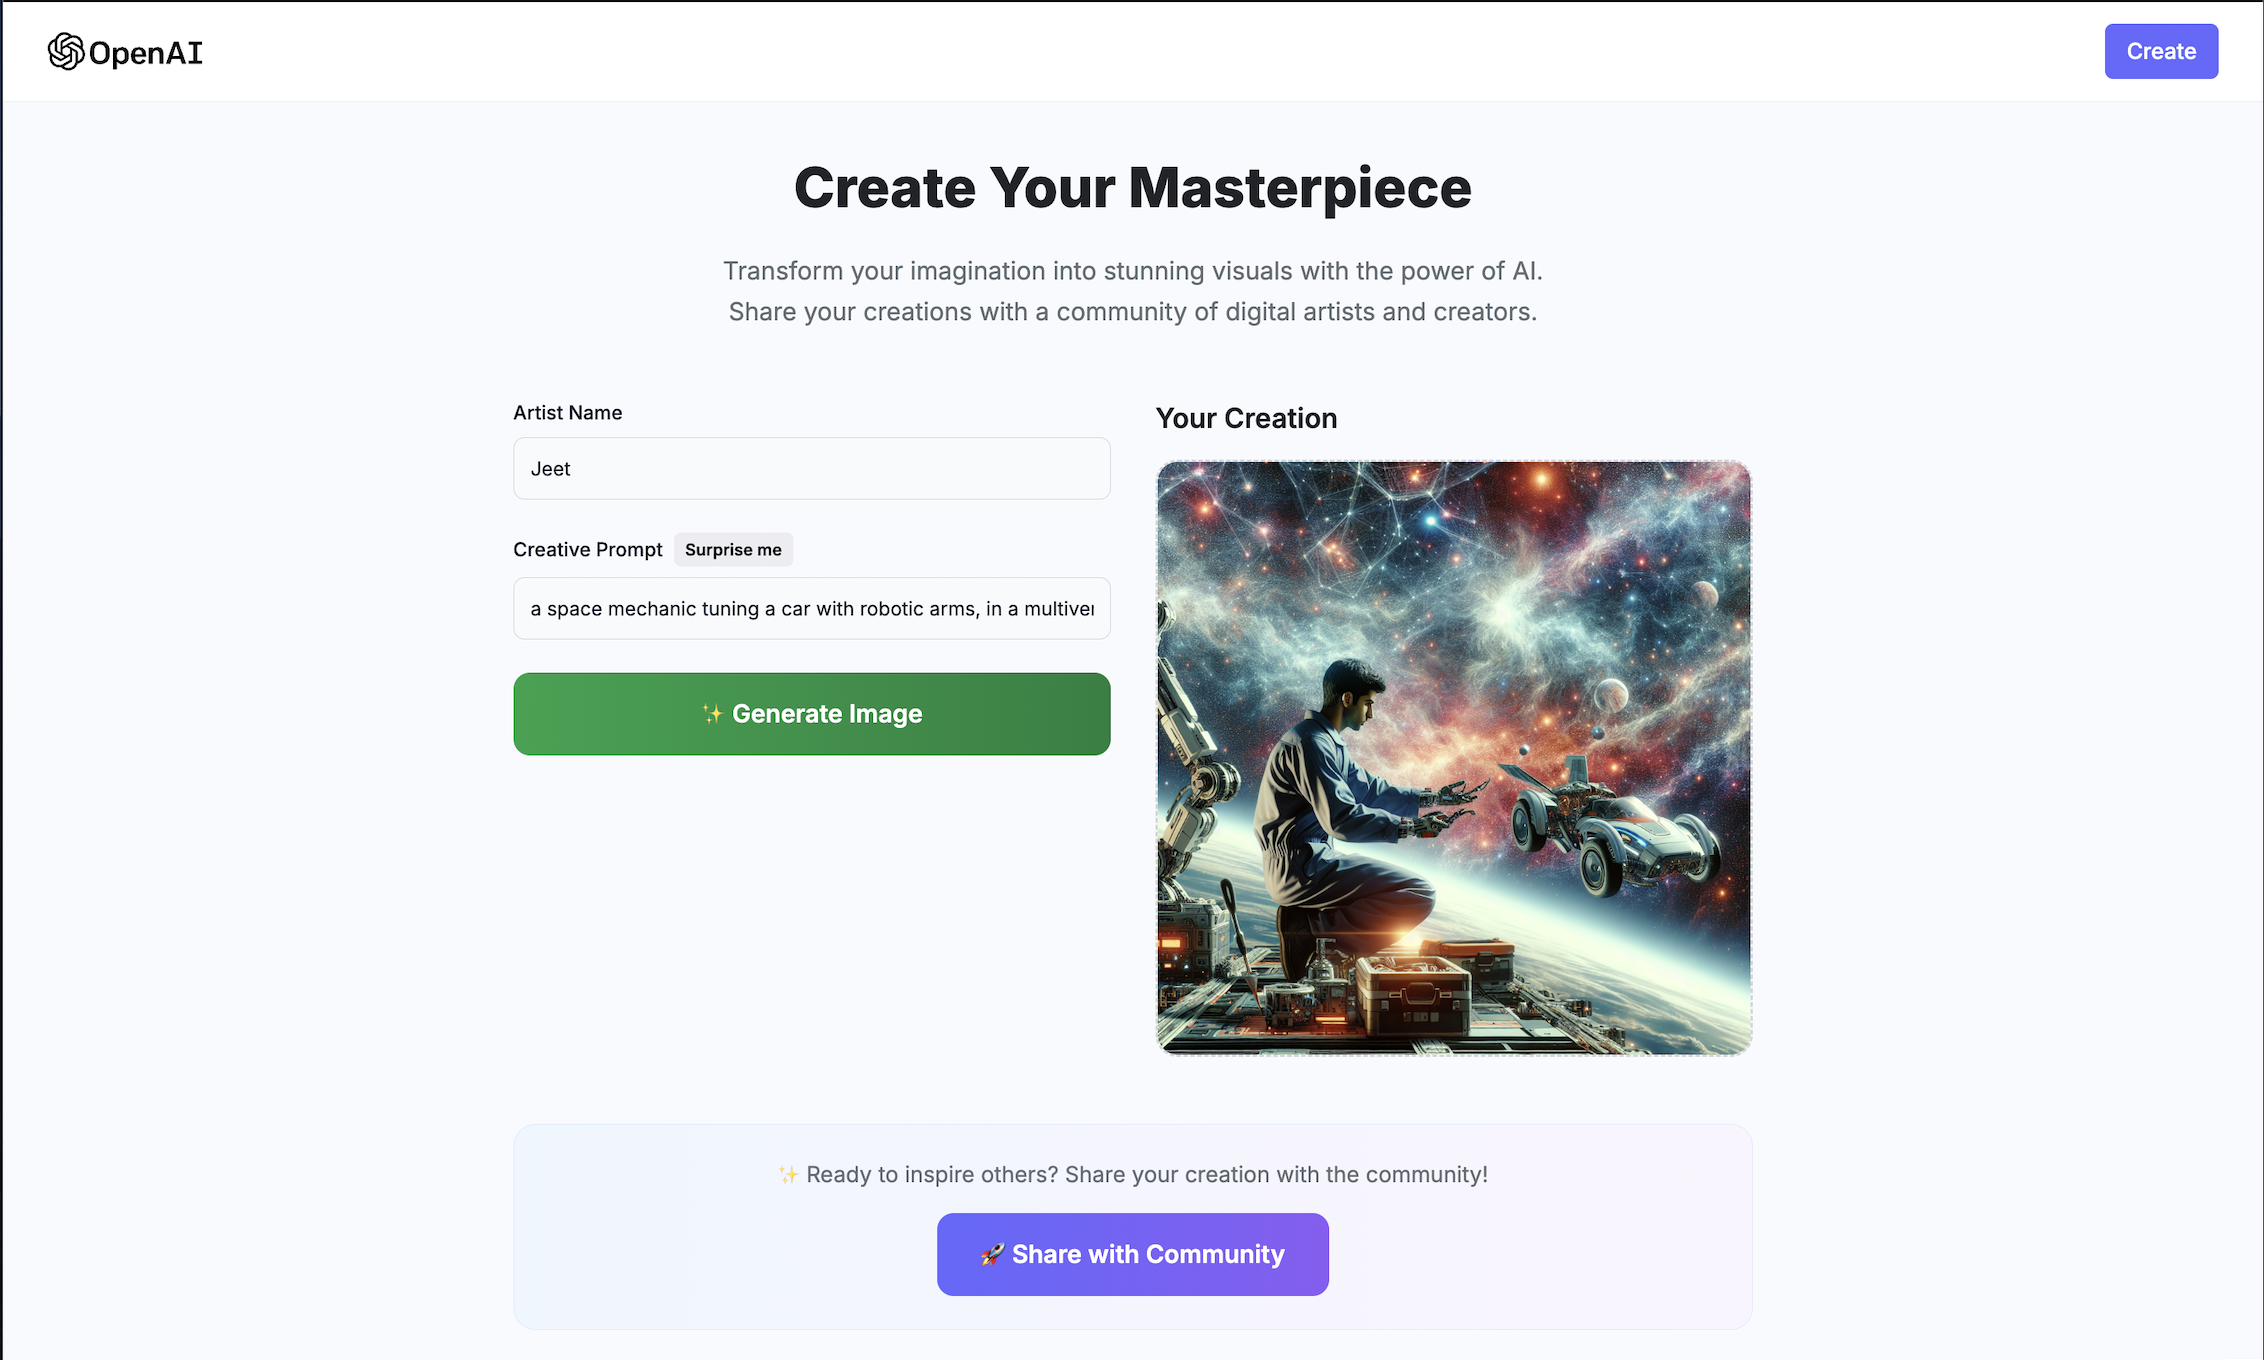 OpenAI
Create
Create Your Masterpiece
Transform your imagination into stunning visuals with the power of AI.
Share your creations with a community of digital artists and creators.
Artist Name
Jeet
Creative Prompt
Surprise me
a space mechanic tuning a car with robotic arms, in a multiver
✨ Generate Image
Your Creation
✨ Ready to inspire others? Share your creation with the community!
🚀 Share with Community